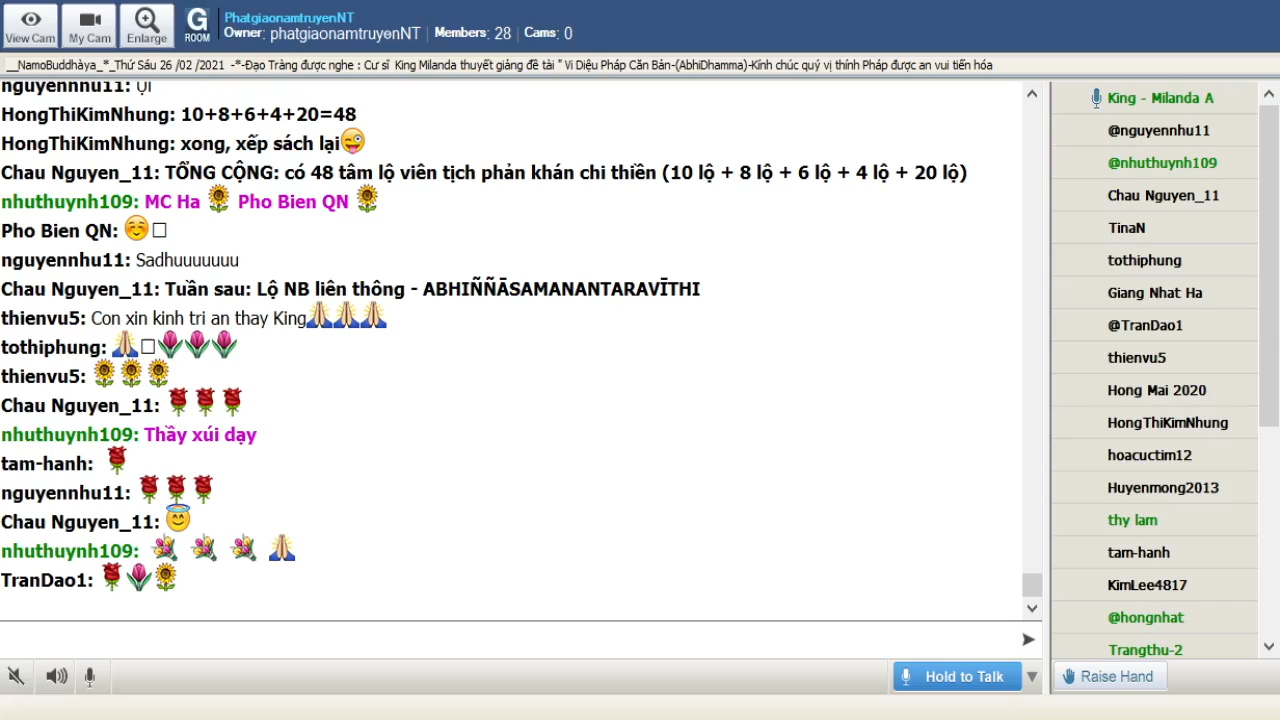 View Cam
My Cam
Enlarge
G
ROOM
PhatgiaonamtruyenNT
Owner: phatgiaonamtruyenNT | Members: 28 | Cams: 0
__NamoBuddhàya_*_Thứ Sáu 26 /02 /2021 -*-Đạo Tràng được nghe : Cư sĩ King Milanda thuyết giảng đề tài " Vi Diệu Pháp Căn Bản-(AbhiDhamma)-Kính chúc quý vị thính Pháp được an vui tiến hóa
nguyennhu11: ỤI
HongThiKimNhung: 10+8+6+4+20=48
HongThiKimNhung: xong, xếp sách lại
Chau Nguyen_11: TỔNG CỘNG: có 48 tâm lộ viên tịch phản khán chi thiền (10 lộ + 8 lộ + 6 lộ + 4 lộ + 20 lộ)
nhuthuynh109: MC Ha Pho Bien QN
Pho Bien QN:
nguyennhu11: Sadhuuuuuuu
Chau Nguyen_11: Tuần sau: Lộ NB liên thông - ABHIÑÑĀSAMANANTARAVĪTHI
thienvu5: Con xin kinh tri an thay King
tothiphung:
thienvu5:
Chau Nguyen_11:
nhuthuynh109: Thầy xúi dạy
tam-hanh:
nguyennhu11:
Chau Nguyen_11:
nhuthuynh109:
TranDao1:
King - Milanda A
@nguyennhu11
@nhuthuynh109
Chau Nguyen_11
TinaN
tothiphung
Giang Nhat Ha
@TranDao1
thienvu5
Hong Mai 2020
HongThiKimNhung
hoacuctim12
Huyenmong2013
thy lam
tam-hanh
KimLee4817
@hongnhat
Trangthu-2
Hold to Talk
Raise Hand